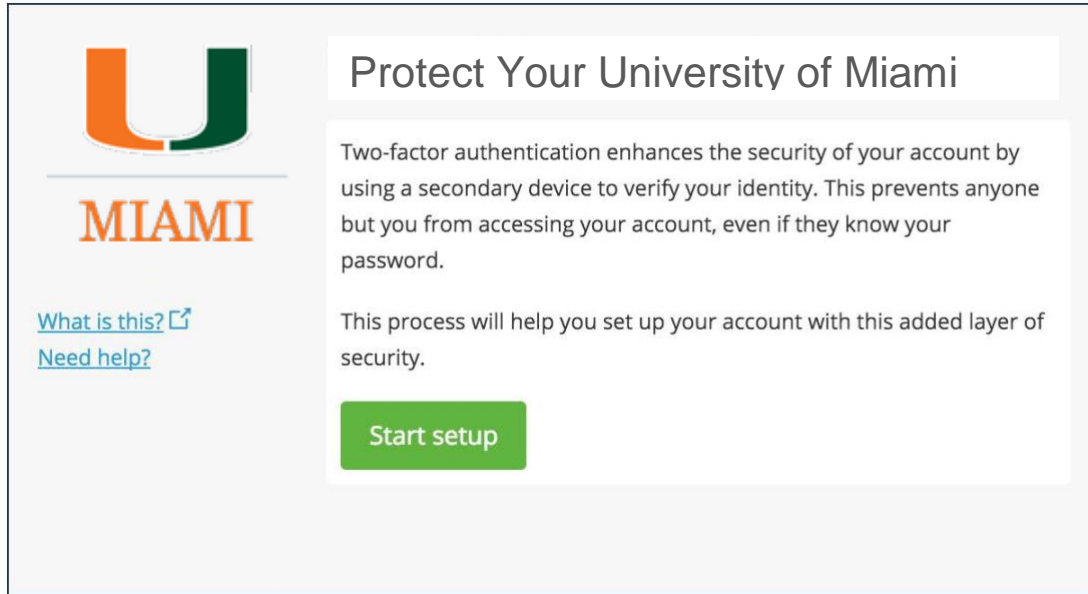 U
MIAMI
What is this?
Need help?
Protect Your University of Miami
Two-factor authentication enhances the security of your account by
using a secondary device to verify your identity. This prevents anyone
but you from accessing your account, even if they know your
password.
This process will help you set up your account with this added layer of
security.
Start setup